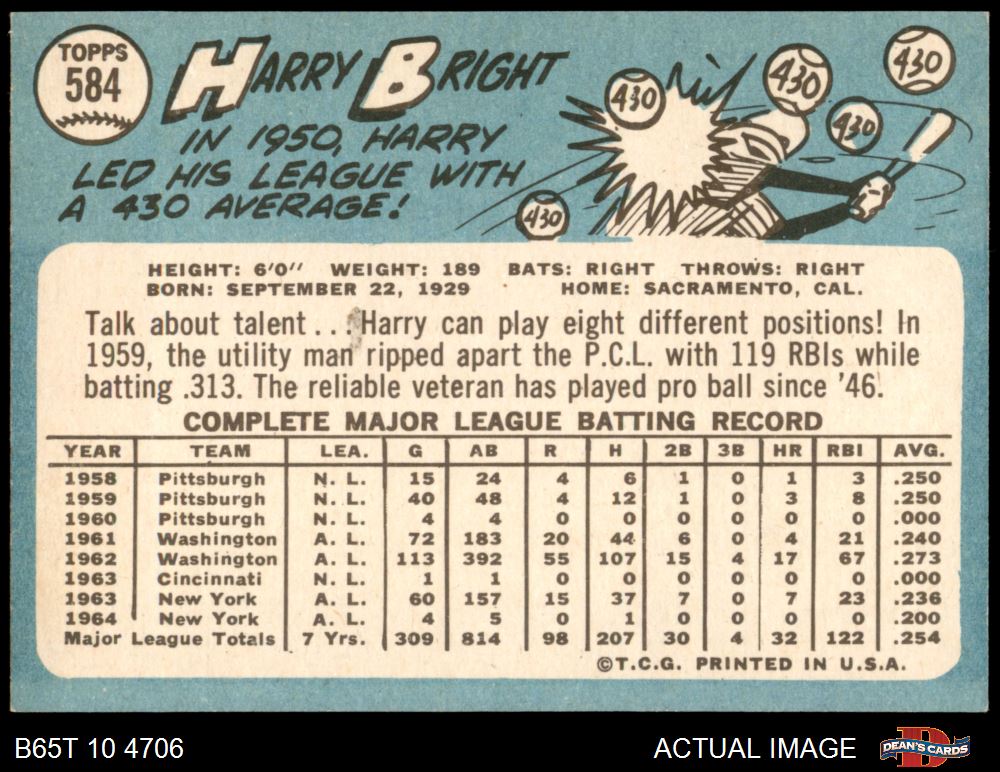 TOPPS
584
HARRY BRIGHT
IN 1950, HARRY
LED HIS LEAGUE WITH
A 430 AVERAGE!
430
430
430
430
430
HEIGHT: 6'0" WEIGHT: 189 BATS: RIGHT THROWS: RIGHT
BORN: SEPTEMBER 22, 1929 HOME: SACRAMENTO, CAL.
Talk about talent... Harry can play eight different positions! In
1959, the utility man ripped apart the P.C.L. with 119 RBIs while
batting .313. The reliable veteran has played pro ball since '46.
COMPLETE MAJOR LEAGUE BATTING RECORD
YEAR TEAM LEA. G AB R H 2B 3B HR RBI AVG.
1958 Pittsburgh N. L. 15 24 4 6 1 0 1 3 .250
1959 Pittsburgh N. L. 40 48 4 12 1 0 3 8 .250
1960 Pittsburgh N. L. 4 4 0 0 0 0 0 0 .000
1961 Washington A. L. 72 183 20 44 6 0 4 21 .240
1962 Washington A. L. 113 392 55 107 15 4 17 67 .273
1963 Cincinnati N. L. 1 1 0 0 0 0 0 0 .000
1963 New York A. L. 60 157 15 37 7 0 7 23 .236
1964 New York A. L. 4 5 0 1 0 0 0 0 .200
Major League Totals 7 Yrs. 309 814 98 207 30 4 32 122 .254
©T.C.G. PRINTED IN U.S.A.
B65T 10 4706 ACTUAL IMAGE
D
DEAN'S CARDS